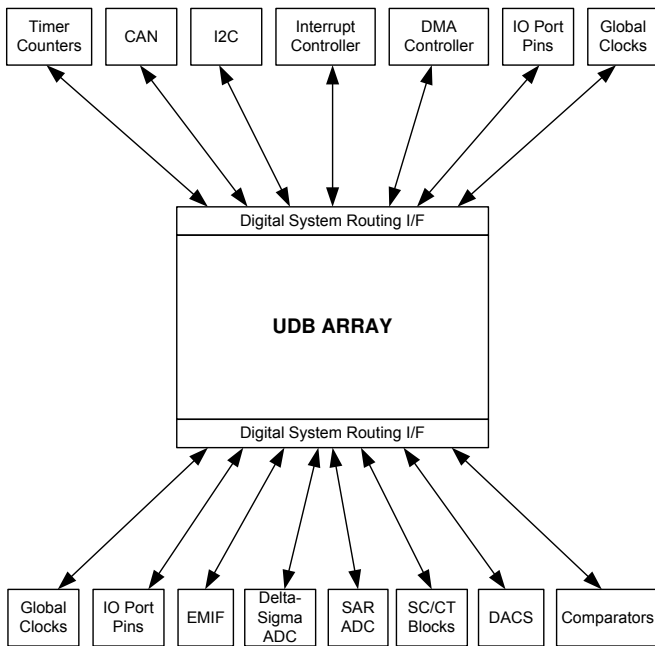 Timer
Counters
CAN
I2C
Interrupt
Controller
DMA
Controller
IO Port
Pins
Global
Clocks
Digital System Routing I/F
UDB ARRAY
Digital System Routing I/F
Global
Clocks
IO Port
Pins
EMIF
Delta-
Sigma
ADC
SAR
ADC
SC/CT
Blocks
DACS
Comparators